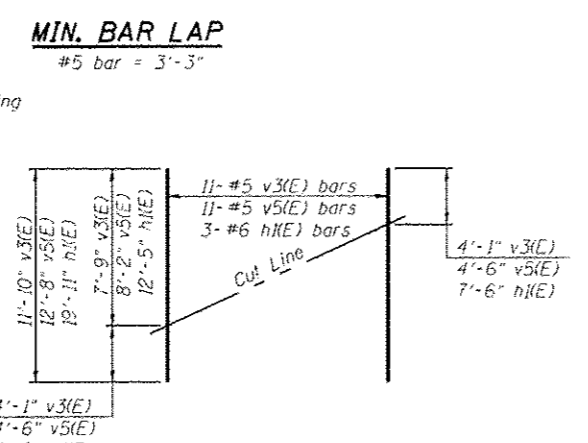 MIN. BAR LAP
#5 bar = 3'-3"
11- #5 v3(E) bars
11- #5 v5(E) bars
3- #6 h1(E) bars
11'-10" v3(E)
12'-8" v5(E)
19'-11" h1(E)
7'-9" v3(E)
8'-2" v5(E)
12'-5" h1(E)
Cut Line
4'-1" v3(E)
4'-6" v5(E)
7'-6" h1(E)
'-1" v3(E)
'-6" v5(E)